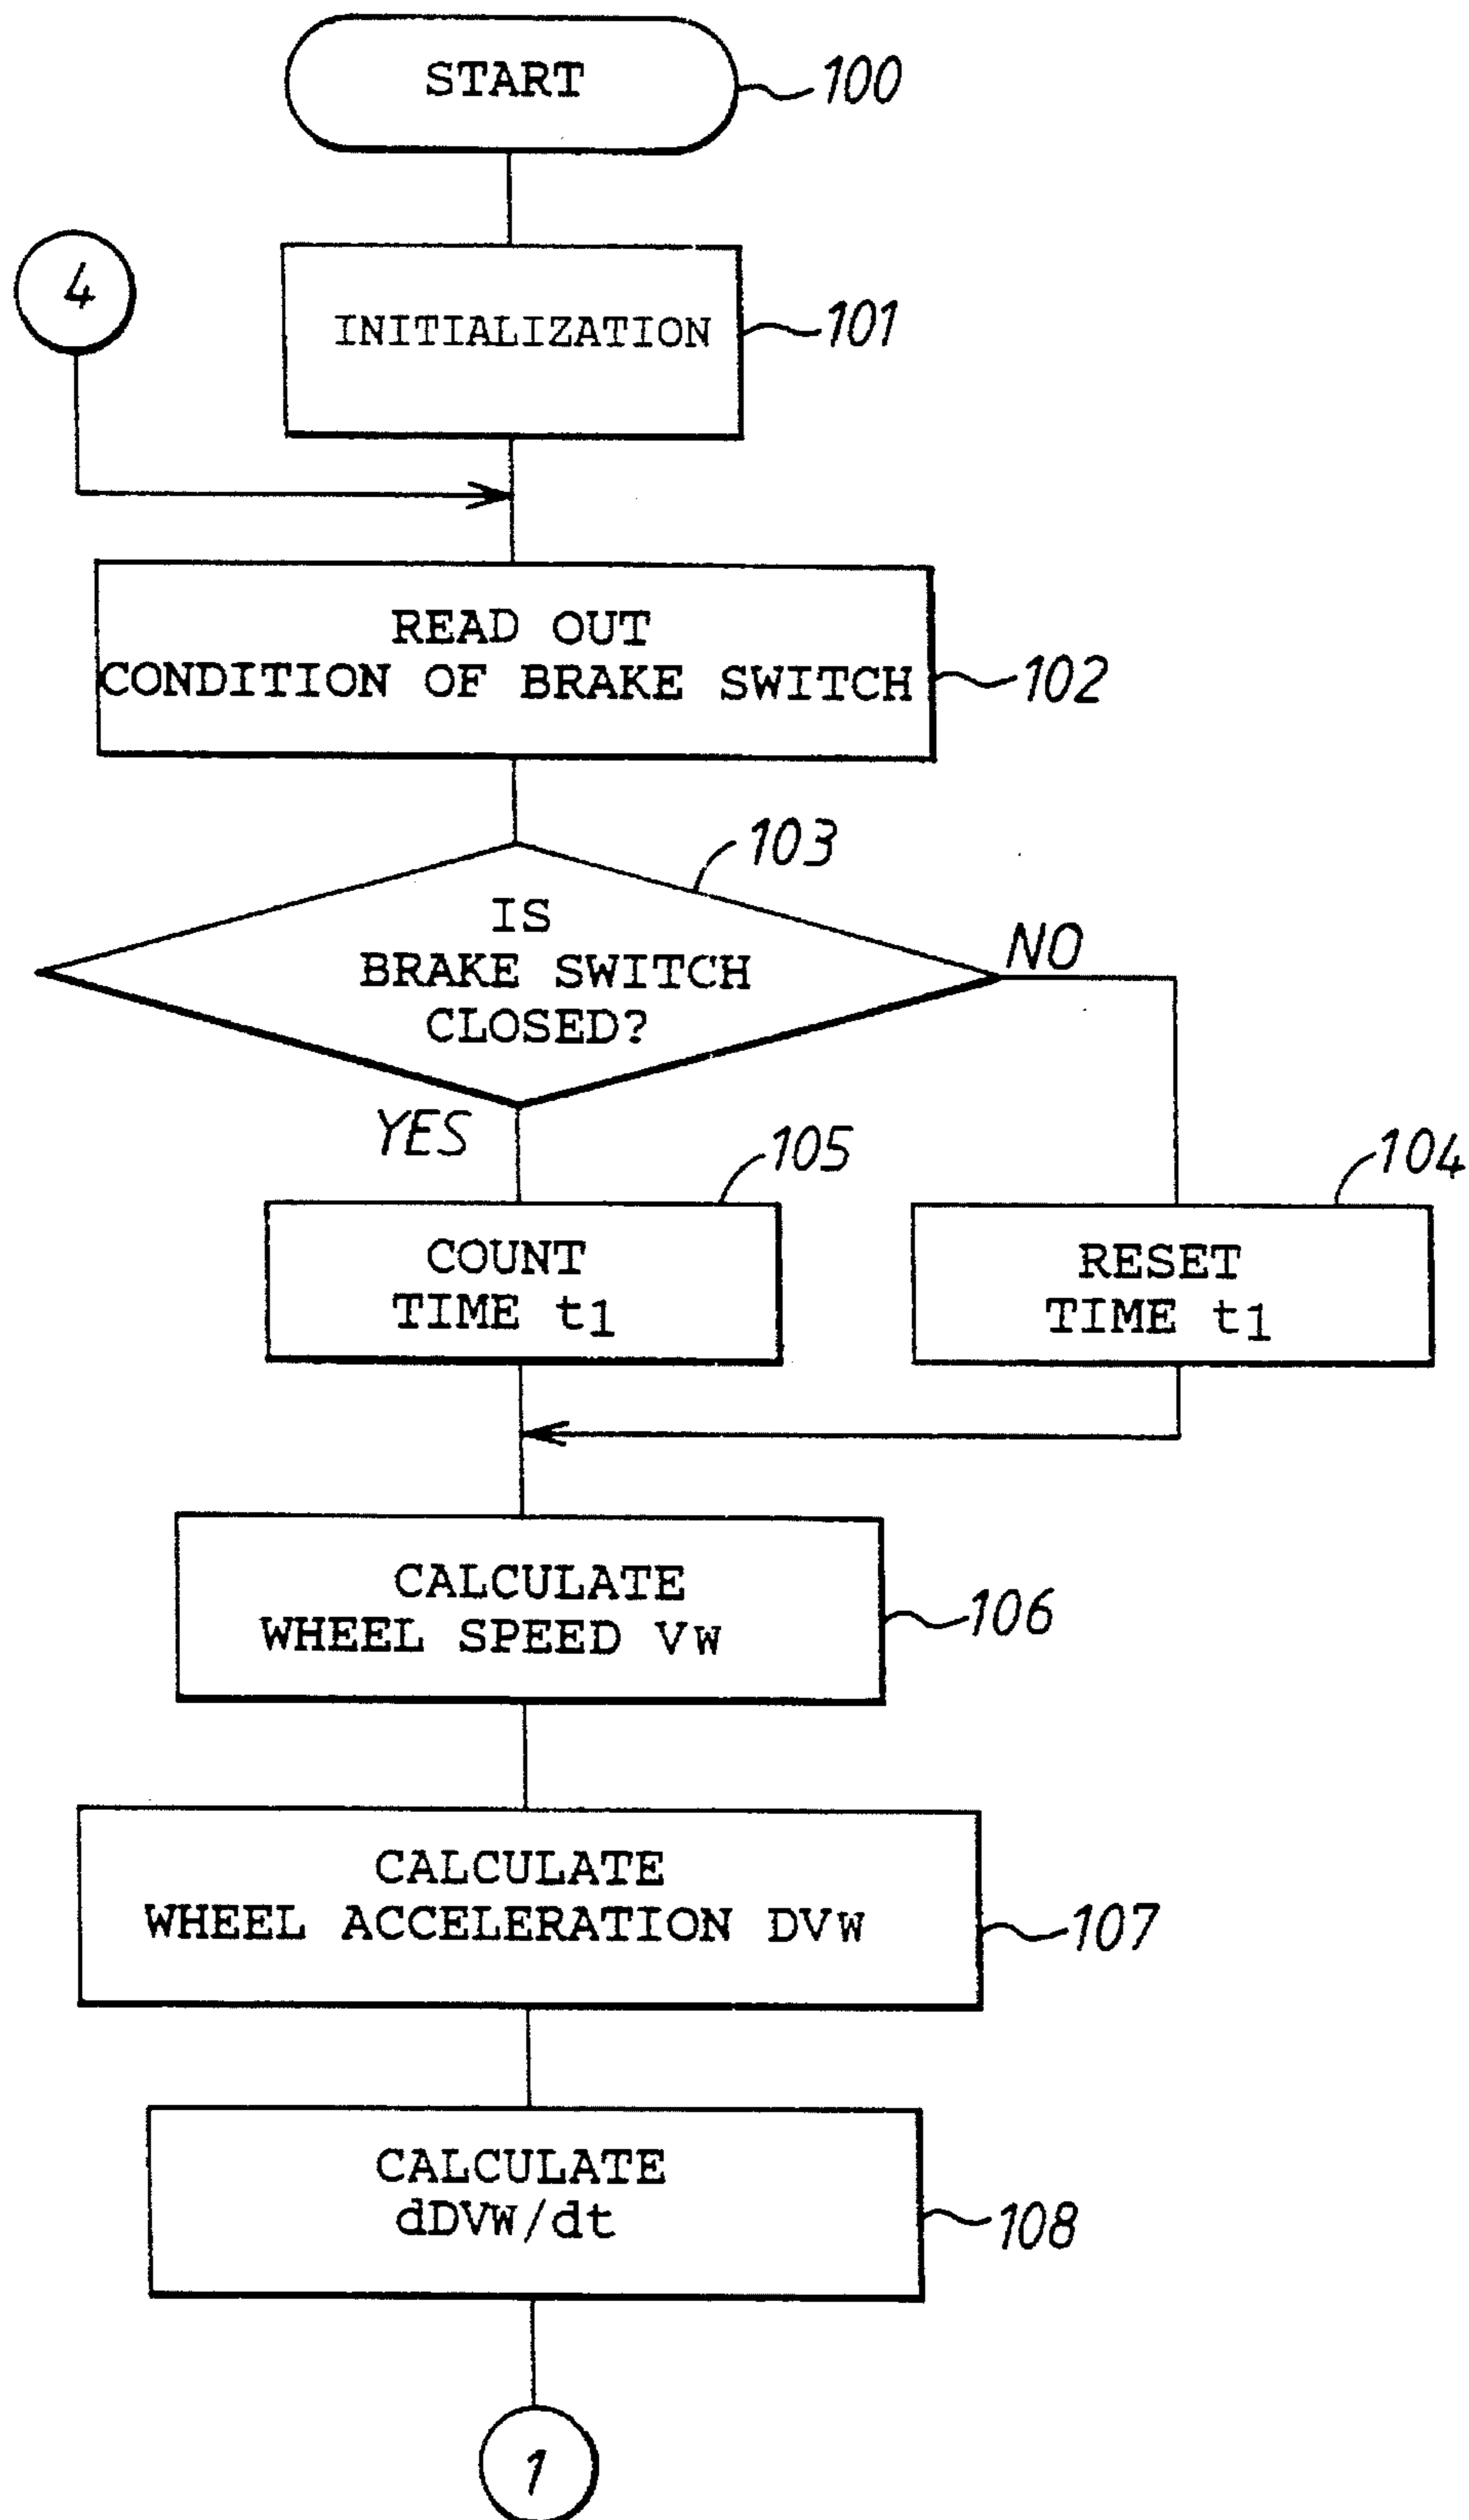 START
100
4
INITIALIZATION
101
READ OUT
CONDITION OF BRAKE SWITCH
102
103
IS
BRAKE SWITCH
CLOSED?
NO
YES
105
104
COUNT
TIME t1
RESET
TIME t1
CALCULATE
WHEEL SPEED VW
106
CALCULATE
WHEEL ACCELERATION DVW
107
CALCULATE
dDVW/dt
108
1